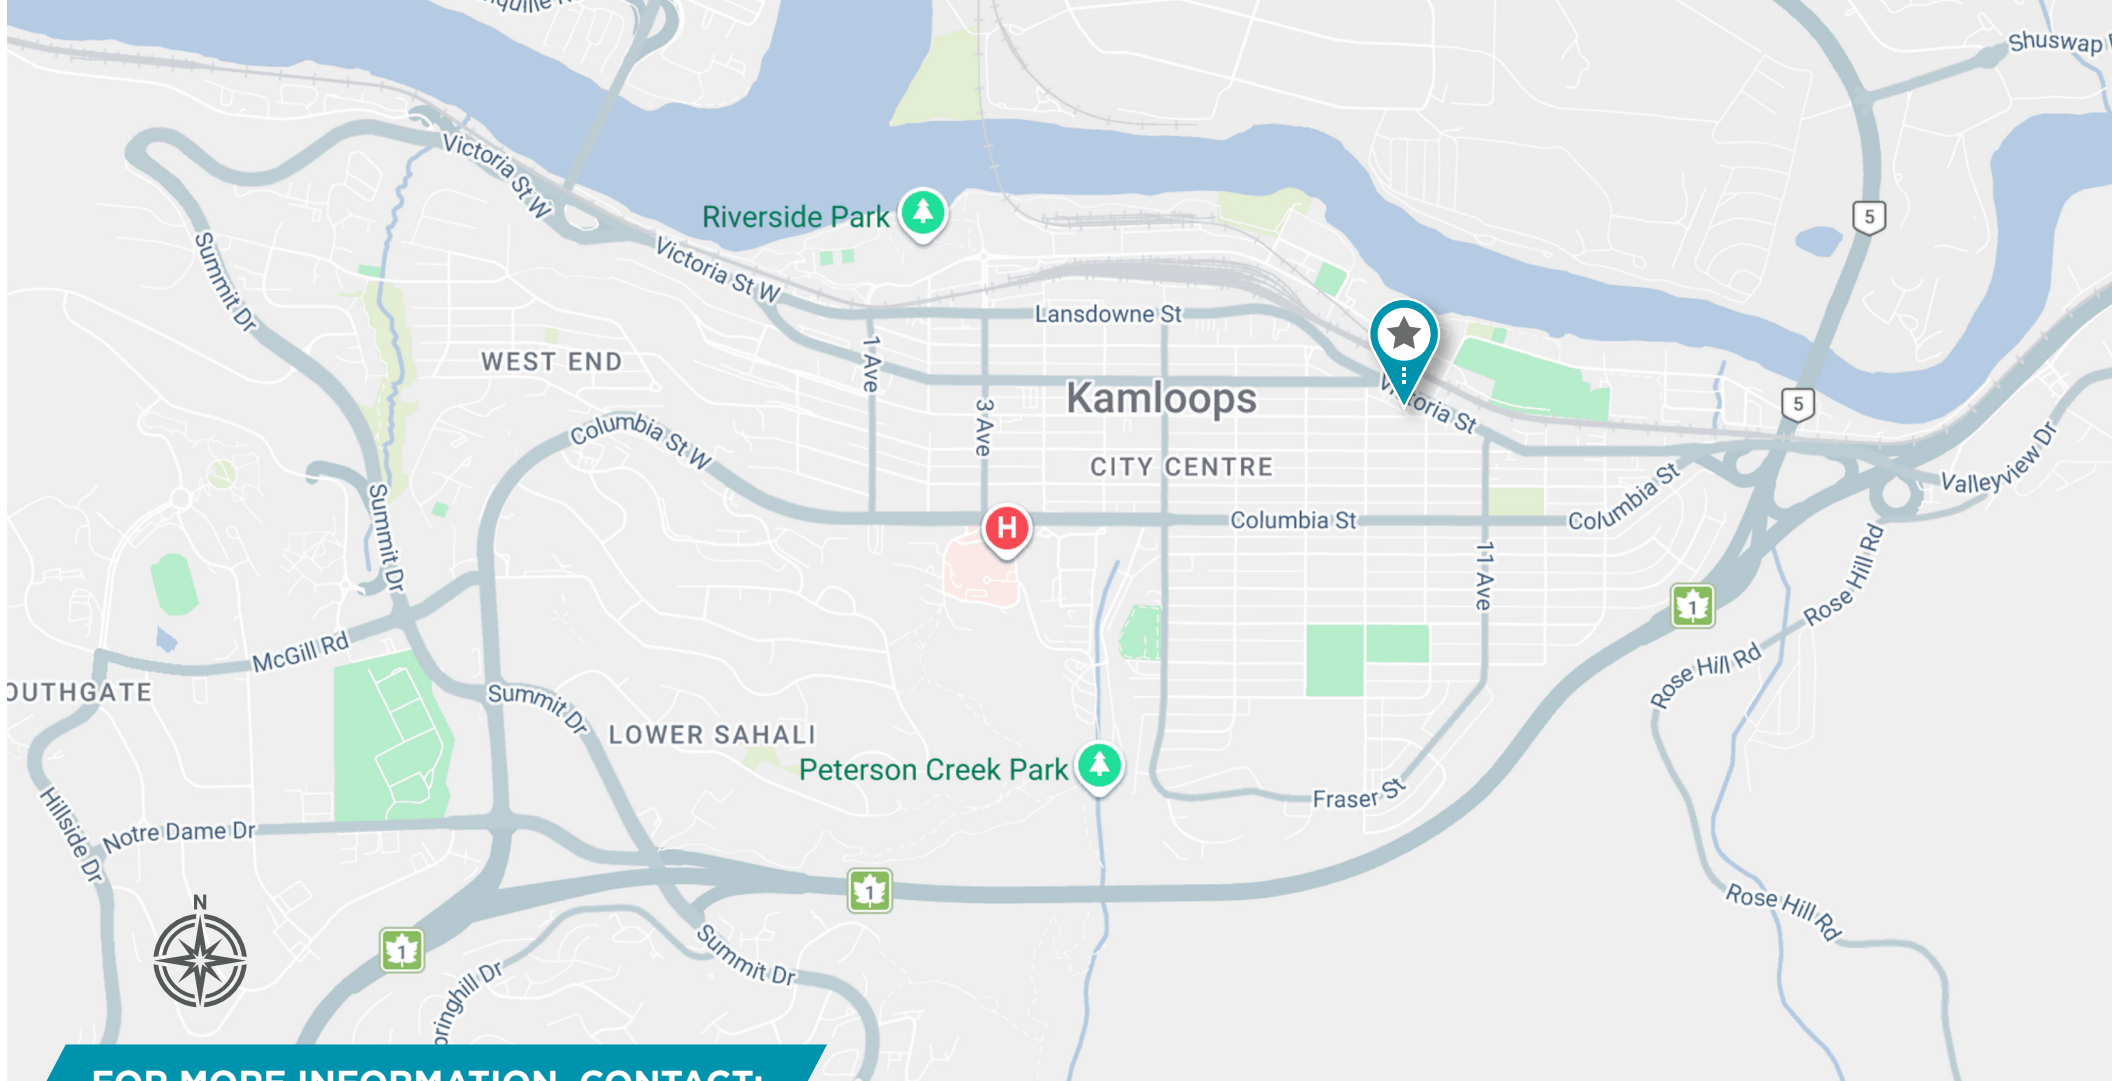 Shuswap
Victoria St W
5
Riverside Park
Summit Dr
Victoria St W
Lansdowne St
1 Ave
WEST END
Kamloops
Victoria St
5
3 Ave
Columbia St W
CITY CENTRE
Valleyview Dr
Summit Dr
H
Columbia St
Columbia St
11 Ave
Rose Hill Rd
1
McGill Rd
Rose Hill Rd
OUTHGATE
Summit Dr
LOWER SAHALI
Peterson Creek Park
Fraser St
Hillside Dr
Notre Dame Dr
1
Rose Hill Rd
N
1
Summit Dr
oringhill Dr
FOR MORE INFORMATION, CONTACT: